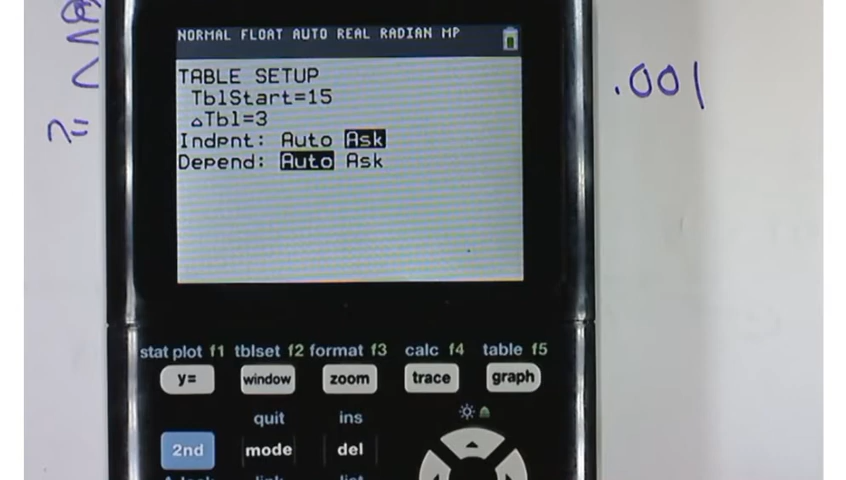 NORMAL FLOAT AUTO REAL RADIAN MP
TABLE SETUP
TblStart=15
△Tbl=3
Indpnt: Auto Ask
Depend: Auto Ask
.001
stat plot f1 tblset f2 format f3 calc f4 table f5
y= window zoom trace graph
quit ins
2nd mode del